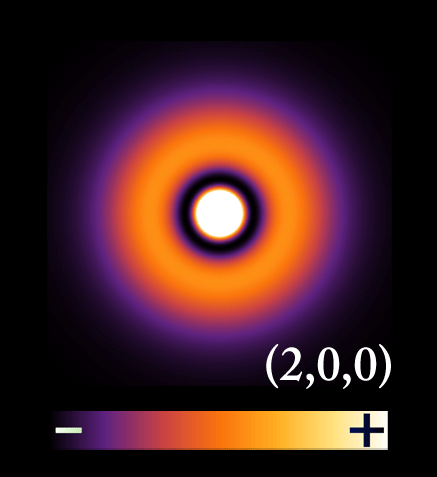 (2,0,0)
− +